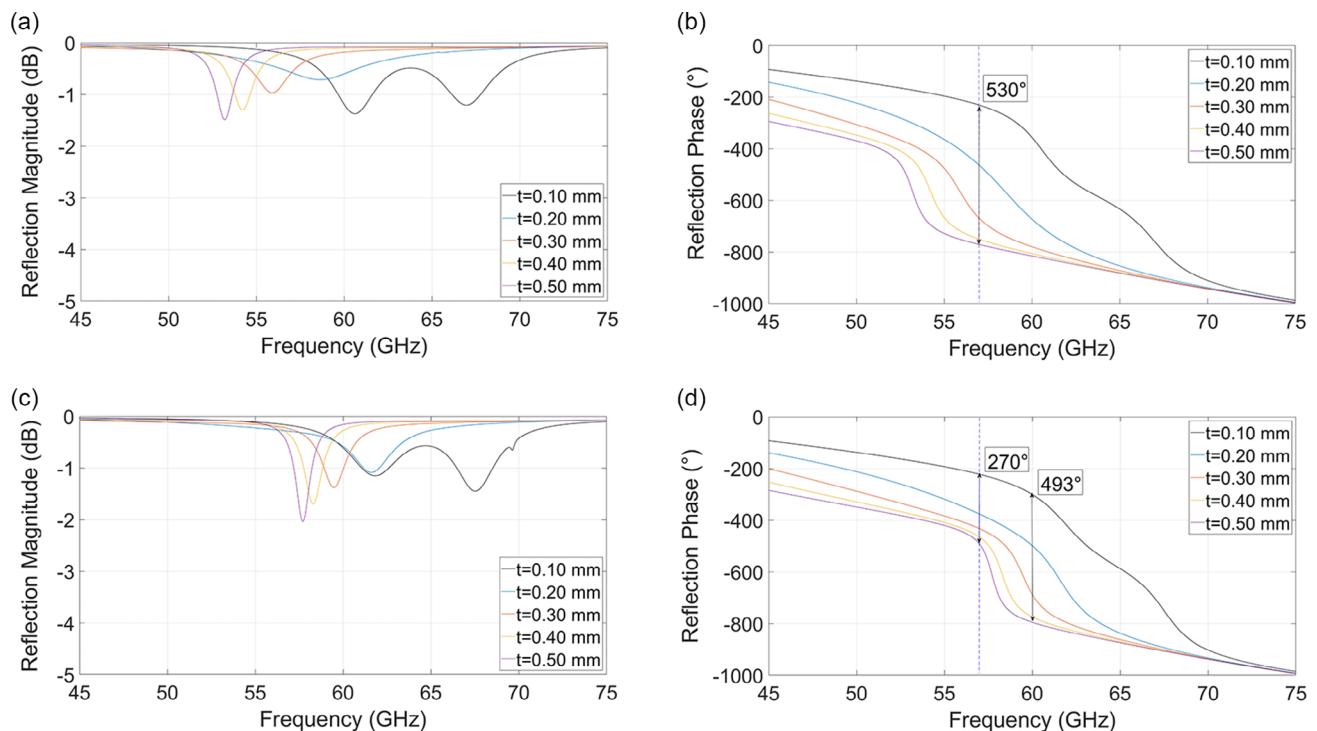 (a)
0
-1
-2
-3
-4
-5
Reflection Magnitude (dB)
t=0.10 mm
t=0.20 mm
t=0.30 mm
t=0.40 mm
t=0.50 mm
45 50 55 60 65 70 75
Frequency (GHz)
(b)
0
-200
-400
-600
-800
-1000
Reflection Phase (°)
530°
t=0.10 mm
t=0.20 mm
t=0.30 mm
t=0.40 mm
t=0.50 mm
45 50 55 60 65 70 75
Frequency (GHz)
(c)
0
-1
-2
-3
-4
-5
Reflection Magnitude (dB)
t=0.10 mm
t=0.20 mm
t=0.30 mm
t=0.40 mm
t=0.50 mm
45 50 55 60 65 70 75
Frequency (GHz)
(d)
0
-200
-400
-600
-800
-1000
Reflection Phase (°)
270°
493°
t=0.10 mm
t=0.20 mm
t=0.30 mm
t=0.40 mm
t=0.50 mm
45 50 55 60 65 70 75
Frequency (GHz)